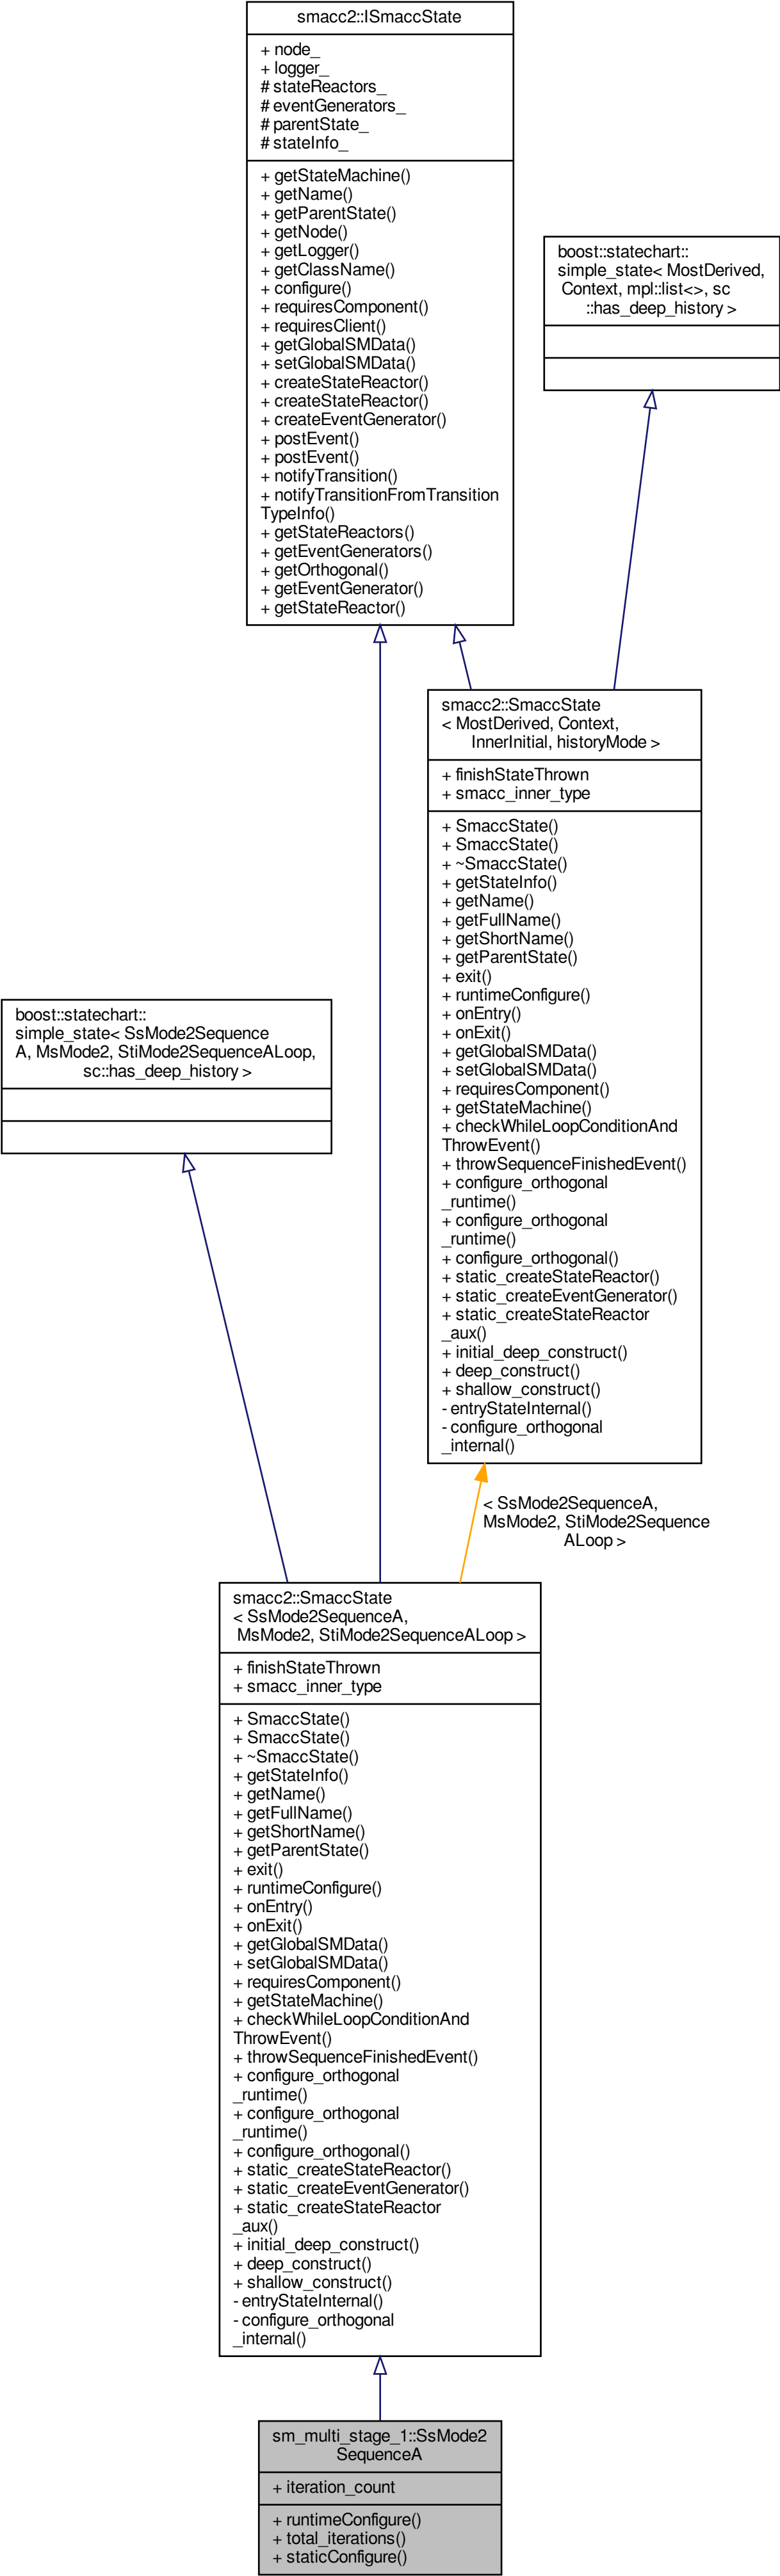 smacc2::ISmaccState
+ node_
+ logger_
# stateReactors_
# eventGenerators_
# parentState_
# stateInfo_
+ getStateMachine()
+ getName()
+ getParentState()
+ getNode()
+ getLogger()
+ getClassName()
+ configure()
+ requiresComponent()
+ requiresClient()
+ getGlobalSMData()
+ setGlobalSMData()
+ createStateReactor()
+ createStateReactor()
+ createEventGenerator()
+ postEvent()
+ postEvent()
+ notifyTransition()
+ notifyTransitionFromTransition
TypeInfo()
+ getStateReactors()
+ getEventGenerators()
+ getOrthogonal()
+ getEventGenerator()
+ getStateReactor()
boost::statechart::
simple_state< MostDerived,
Context, mpl::list<>, sc
::has_deep_history >
smacc2::SmaccState
< MostDerived, Context,
InnerInitial, historyMode >
+ finishStateThrown
+ smacc_inner_type
+ SmaccState()
+ SmaccState()
+ ~SmaccState()
+ getStateInfo()
+ getName()
+ getFullName()
+ getShortName()
+ getParentState()
+ exit()
+ runtimeConfigure()
+ onEntry()
+ onExit()
+ getGlobalSMData()
+ setGlobalSMData()
+ requiresComponent()
+ getStateMachine()
+ checkWhileLoopConditionAnd
ThrowEvent()
+ throwSequenceFinishedEvent()
+ configure_orthogonal
_runtime()
+ configure_orthogonal
_runtime()
+ configure_orthogonal()
+ static_createStateReactor()
+ static_createEventGenerator()
+ static_createStateReactor
_aux()
+ initial_deep_construct()
+ deep_construct()
+ shallow_construct()
- entryStateInternal()
- configure_orthogonal
_internal()
boost::statechart::
simple_state< SsMode2Sequence
A, MsMode2, StiMode2SequenceALoop,
sc::has_deep_history >
< SsMode2SequenceA,
MsMode2, StiMode2Sequence
ALoop >
smacc2::SmaccState
< SsMode2SequenceA,
MsMode2, StiMode2SequenceALoop >
+ finishStateThrown
+ smacc_inner_type
+ SmaccState()
+ SmaccState()
+ ~SmaccState()
+ getStateInfo()
+ getName()
+ getFullName()
+ getShortName()
+ getParentState()
+ exit()
+ runtimeConfigure()
+ onEntry()
+ onExit()
+ getGlobalSMData()
+ setGlobalSMData()
+ requiresComponent()
+ getStateMachine()
+ checkWhileLoopConditionAnd
ThrowEvent()
+ throwSequenceFinishedEvent()
+ configure_orthogonal
_runtime()
+ configure_orthogonal
_runtime()
+ configure_orthogonal()
+ static_createStateReactor()
+ static_createEventGenerator()
+ static_createStateReactor
_aux()
+ initial_deep_construct()
+ deep_construct()
+ shallow_construct()
- entryStateInternal()
- configure_orthogonal
_internal()
sm_multi_stage_1::SsMode2
SequenceA
+ iteration_count
+ runtimeConfigure()
+ total_iterations()
+ staticConfigure()